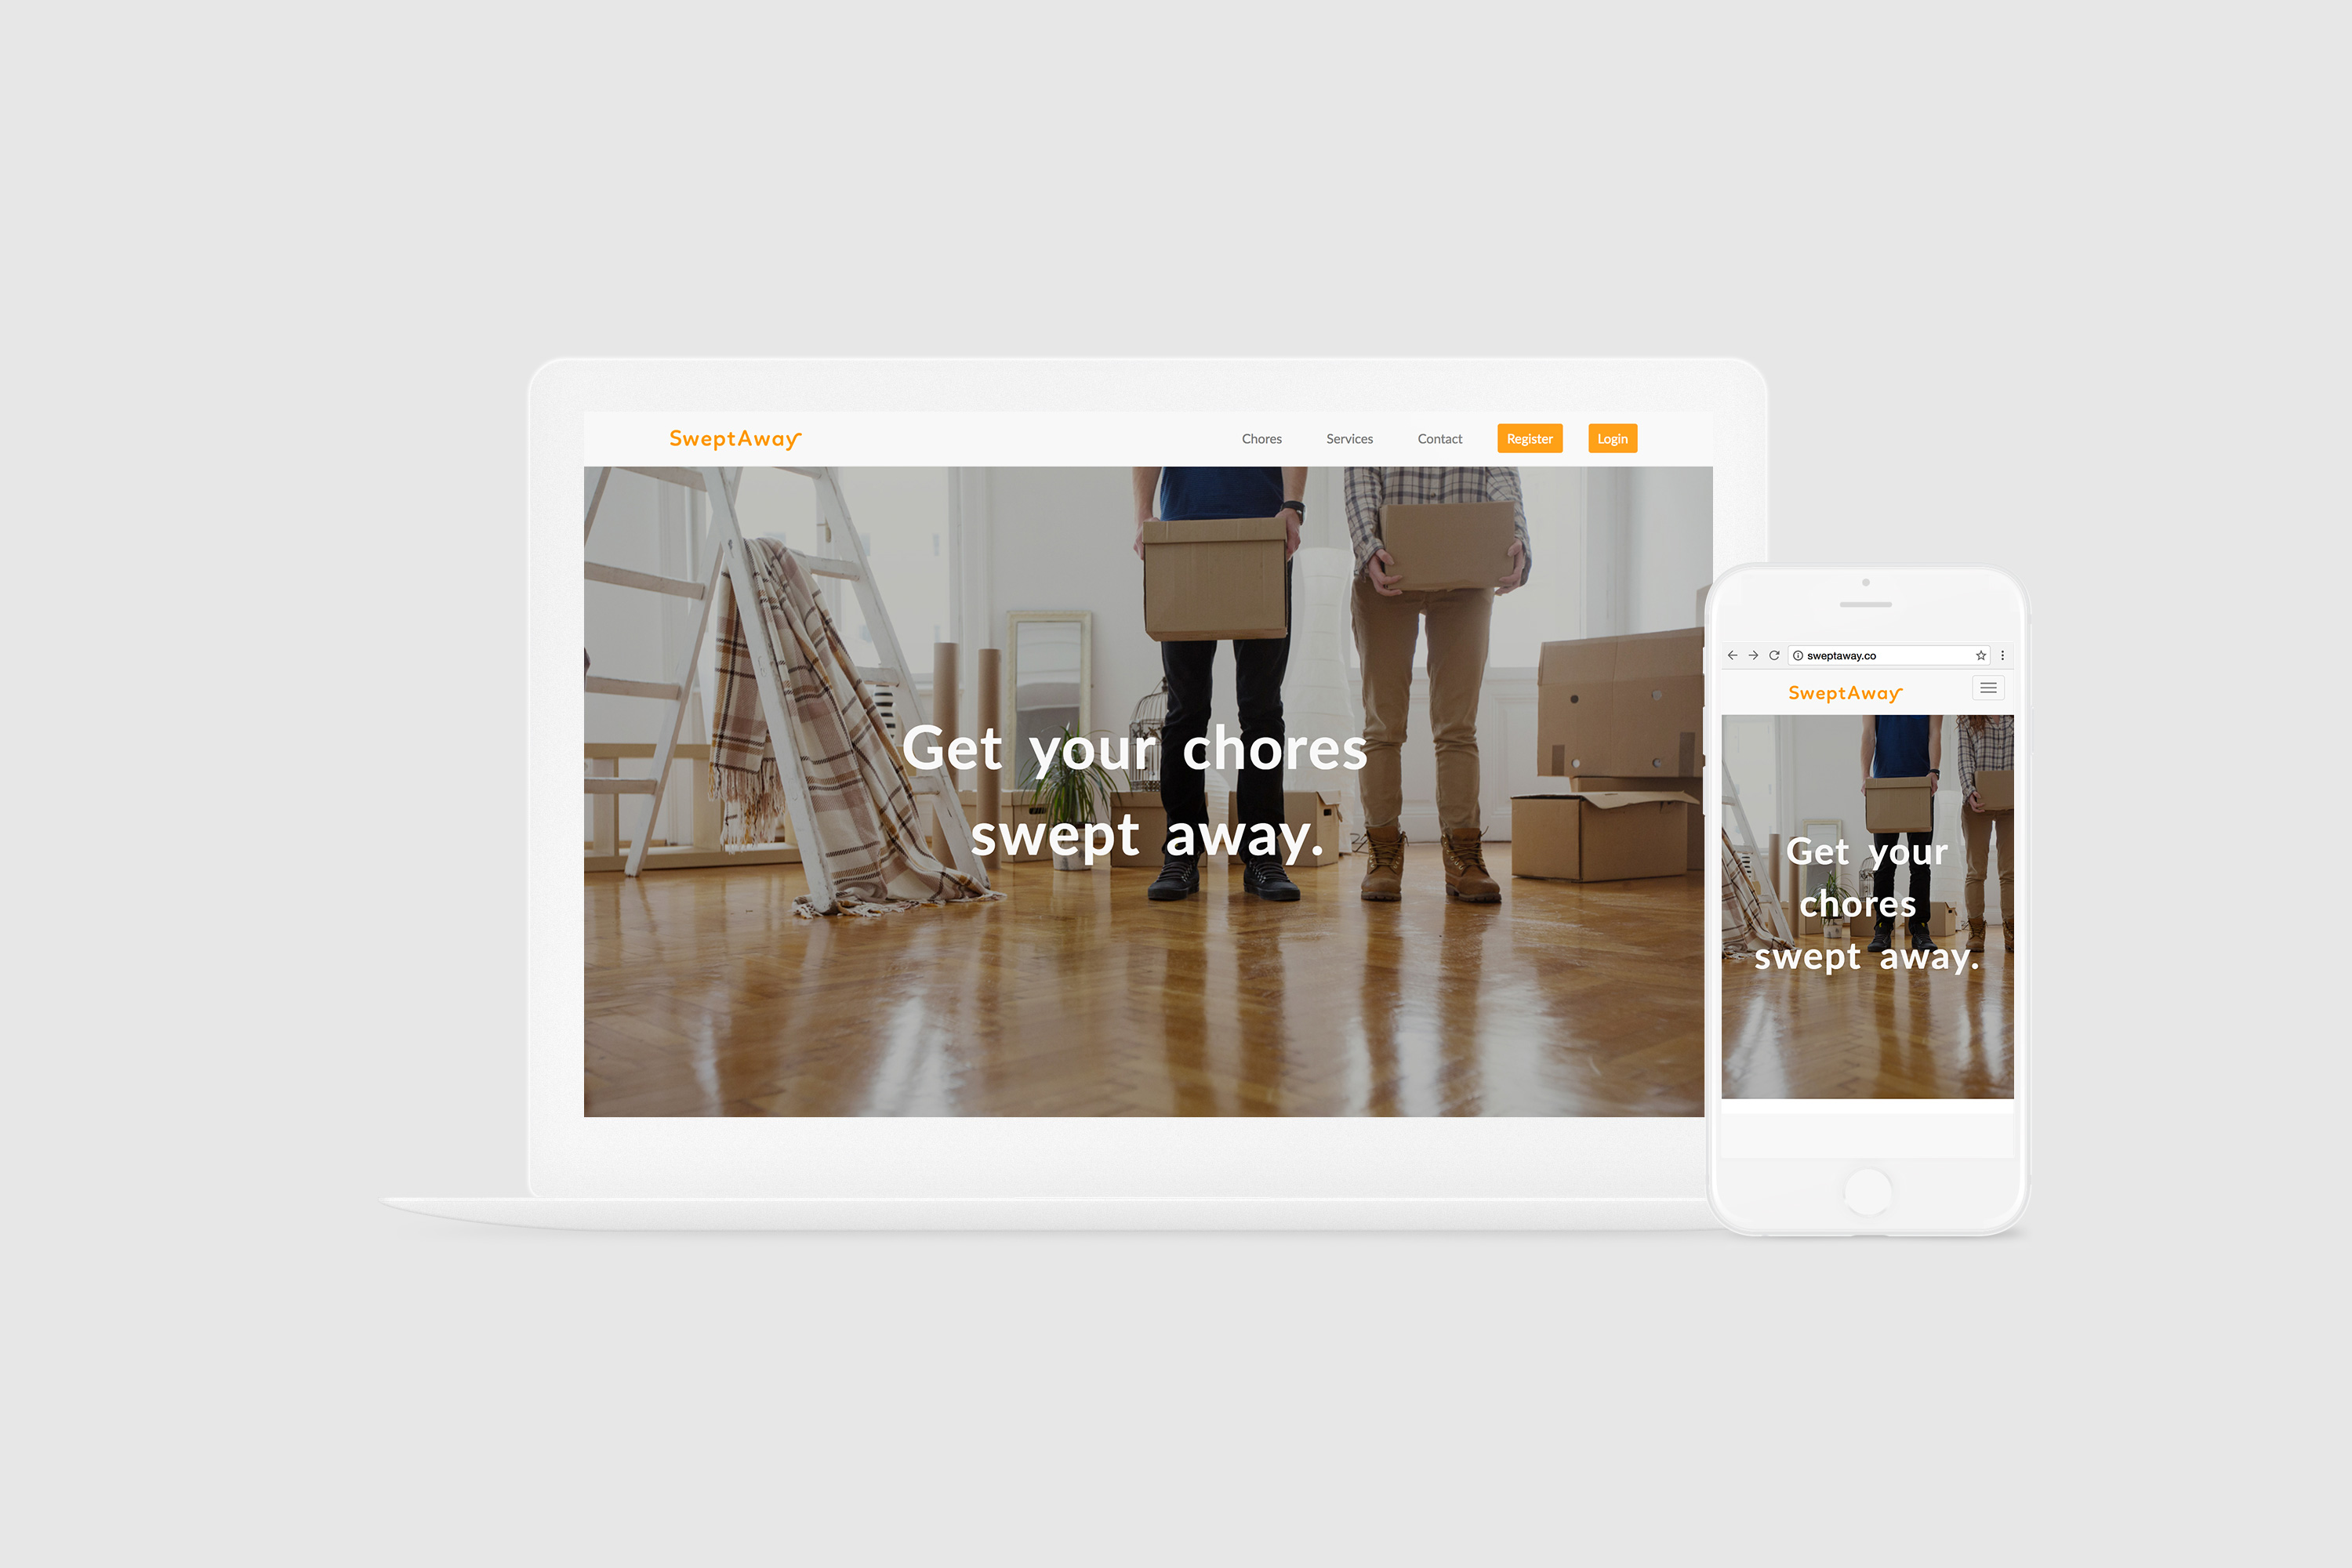 SweptAway
Chores Services Contact Register Login
Get your chores
swept away.
sweptaway.co
SweptAway
Get your
chores
swept away.